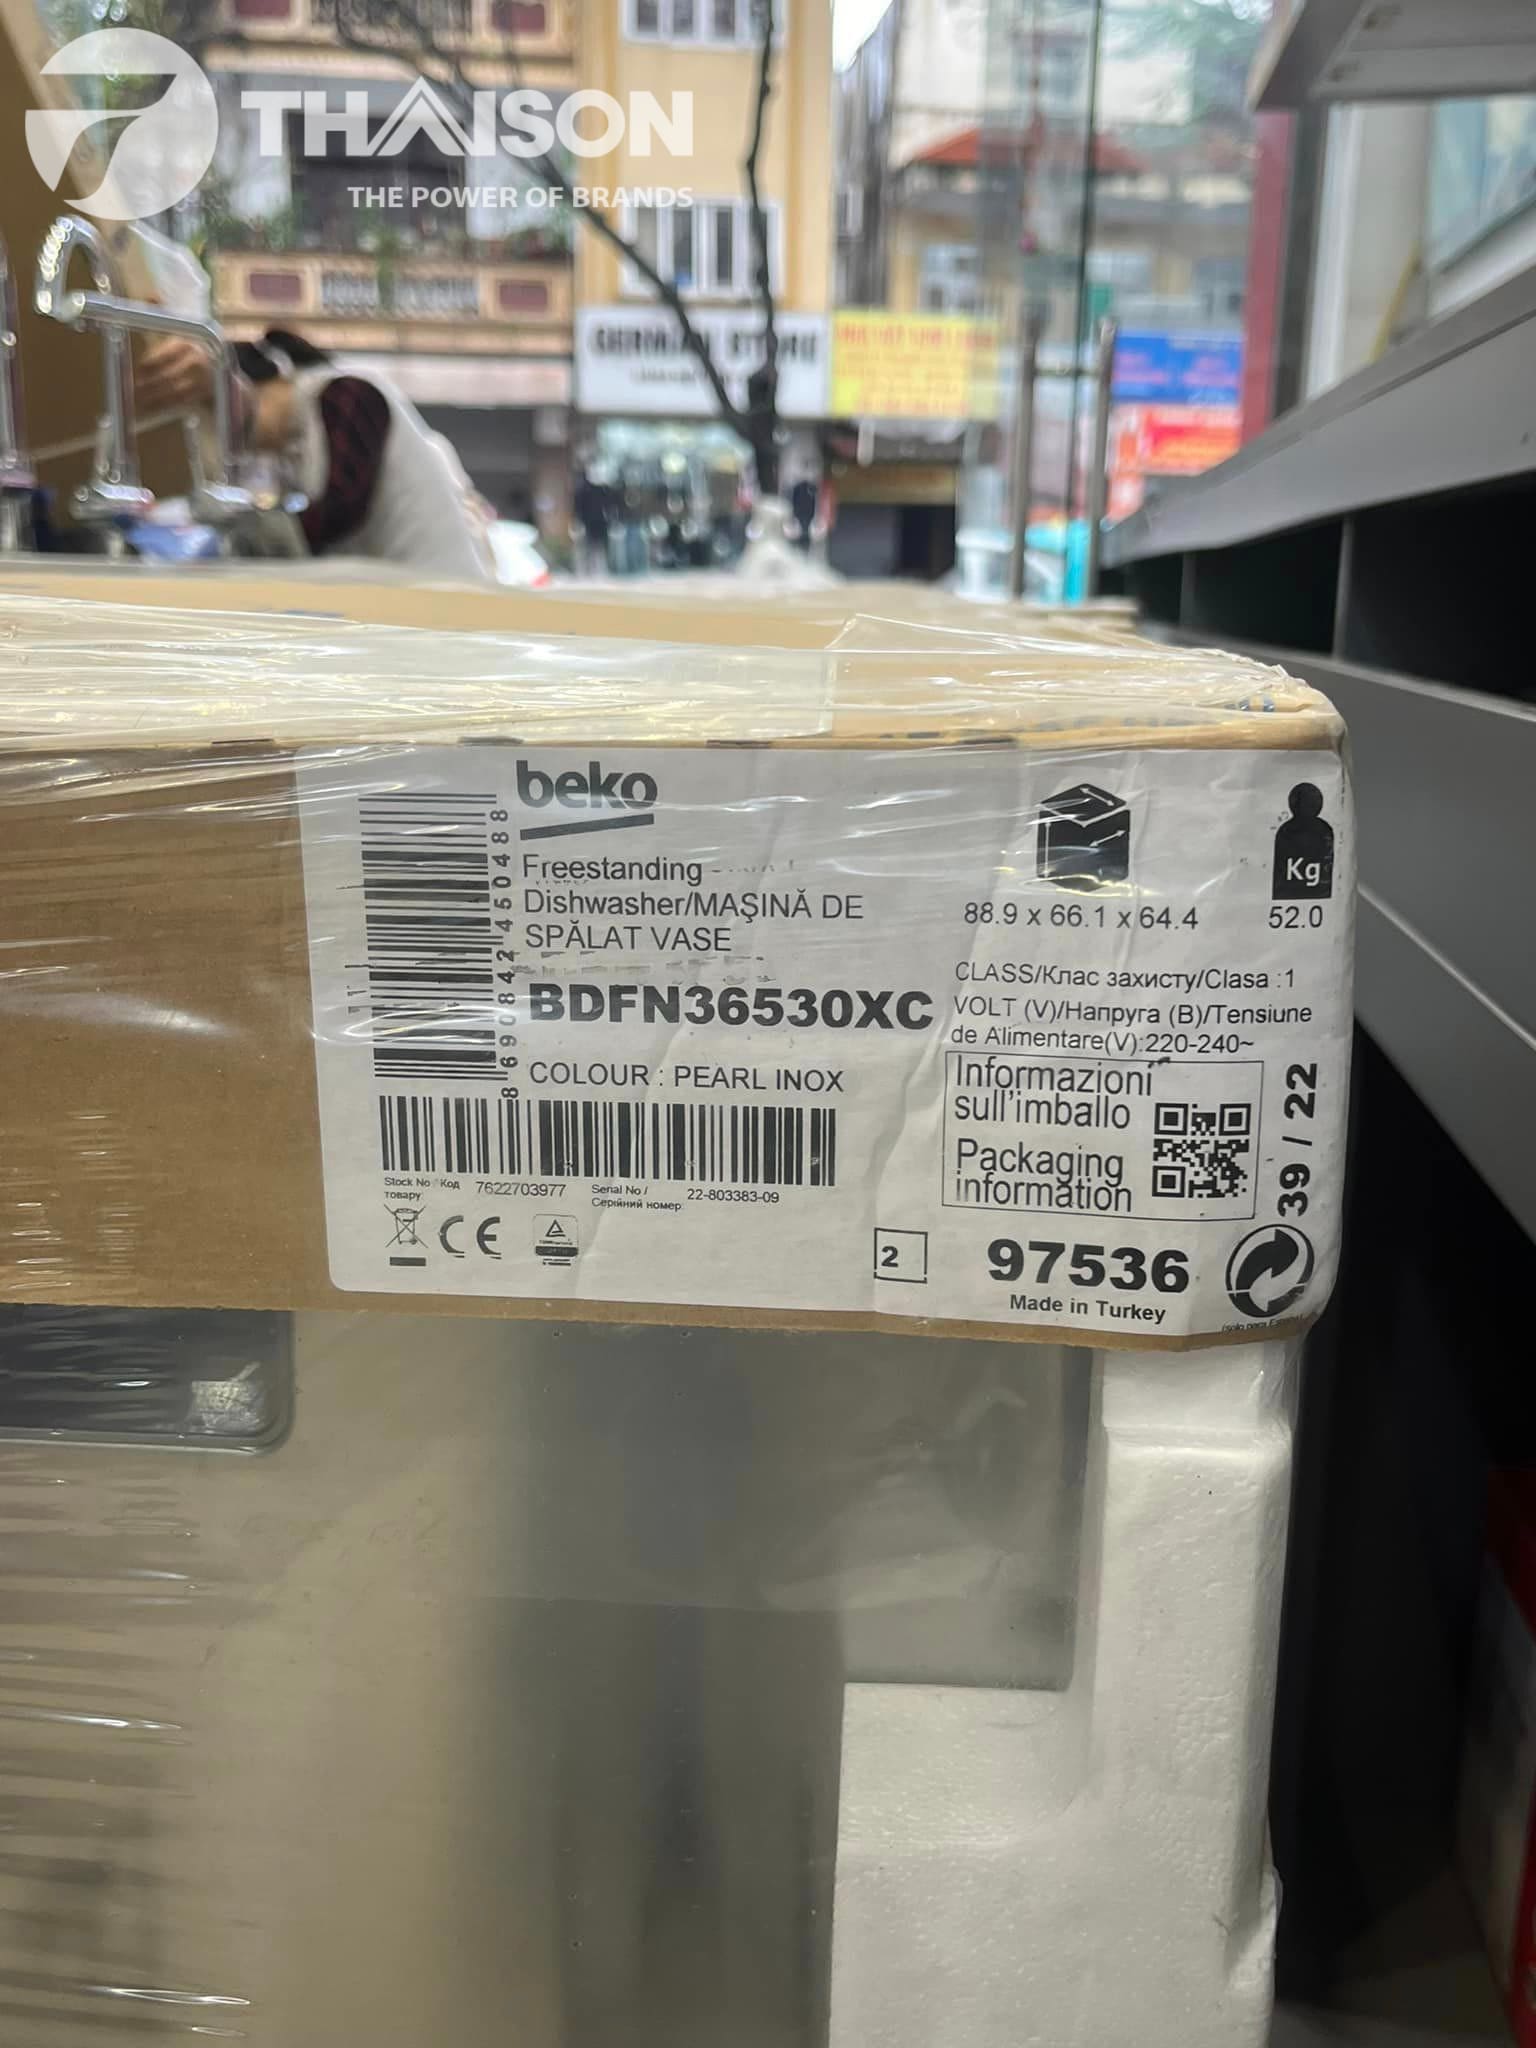 THAISON
THE POWER OF BRANDS
GERMAN STORE
beko
Freestanding
Dishwasher/MAŞINĂ DE
SPĂLAT VASE
BDFN36530XC
COLOUR : PEARL INOX
8690842450488
Stock No / Код
товару
7622703977
Serial No /
Серійний номер:
22-803383-09
CE
88.9 x 66.1 x 64.4
Kg
52.0
CLASS/Клас захисту/Clasa :1
VOLT (V)/Напруга (В)/Tensiune
de Alimentare(V):220-240~
Informazioni
sull'imballo
Packaging
information
39 / 22
2
97536
Made in Turkey